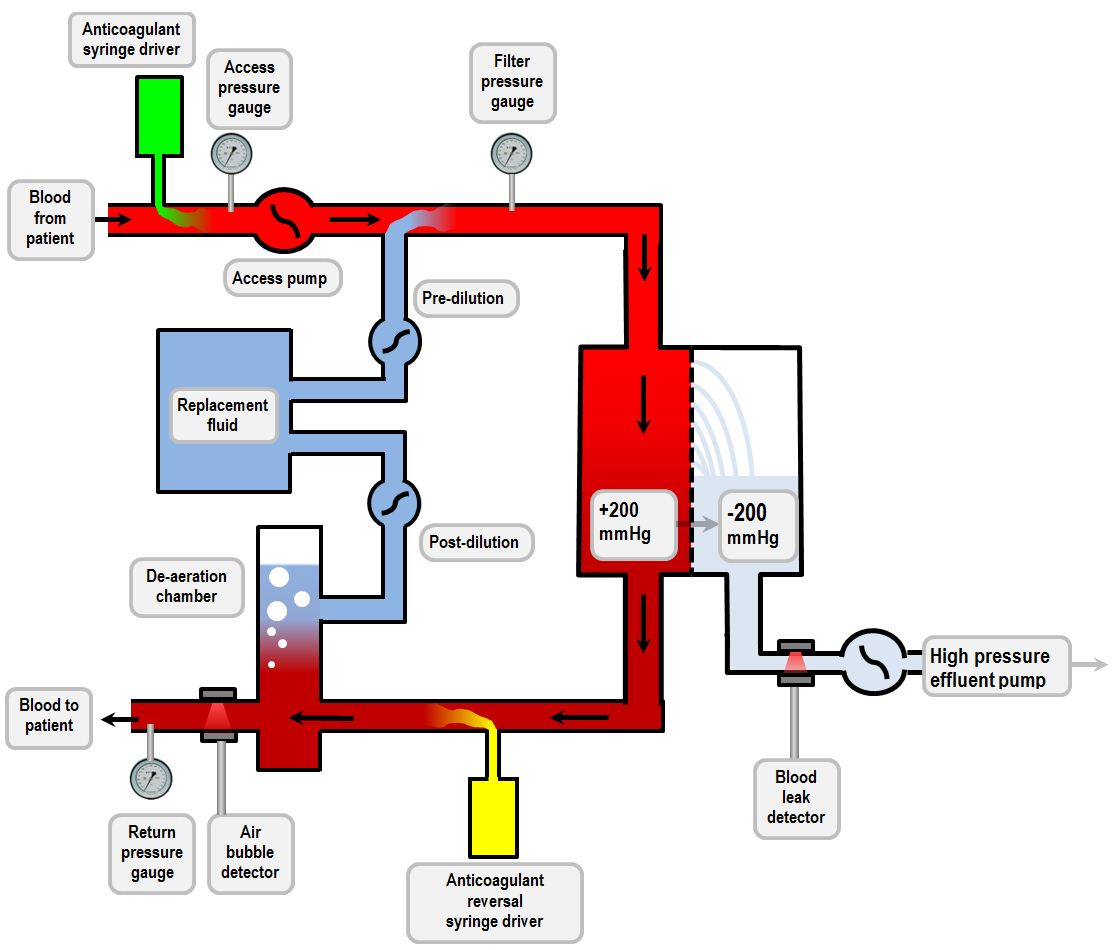 Anticoagulant
syringe driver
Access
pressure
gauge
Filter
pressure
gauge
Blood
from
patient
Access pump
Pre-dilution
Replacement
fluid
+200
mmHg
-200
mmHg
Post-dilution
De-aeration
chamber
High pressure
effluent pump
Blood to
patient
Blood
leak
detector
Return
pressure
gauge
Air
bubble
detector
Anticoagulant
reversal
syringe driver